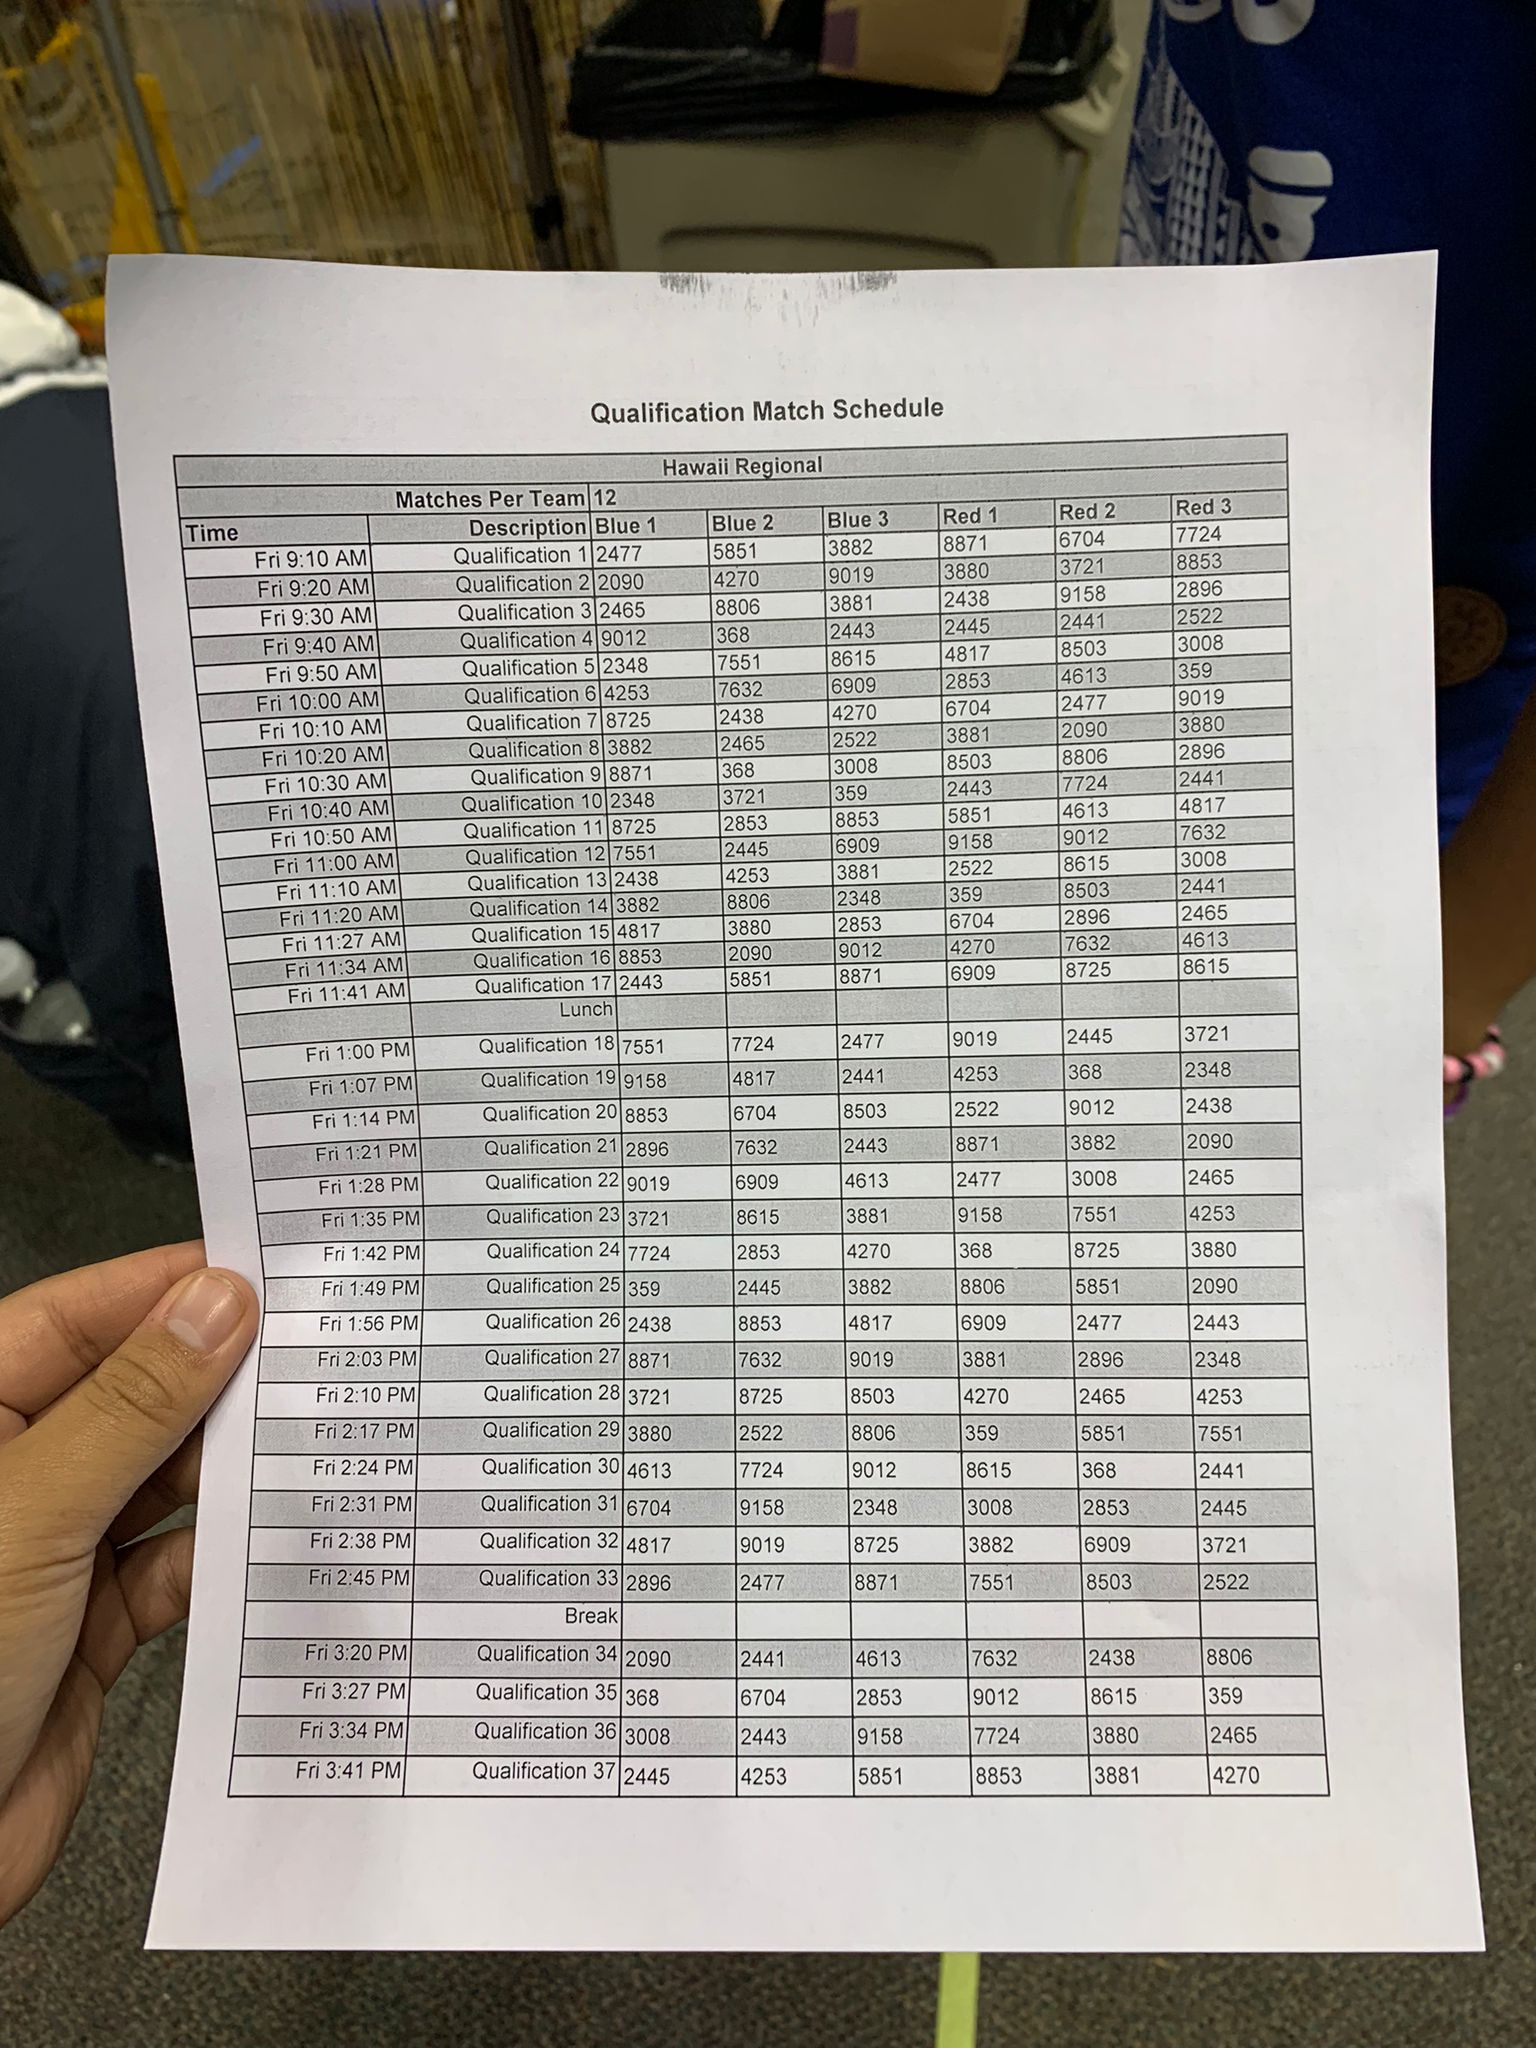 Qualification Match Schedule
Hawaii Regional
Matches Per Team 12
Time Description Blue 1 Blue 2 Blue 3 Red 1 Red 2 Red 3
Fri 9:10 AM Qualification 1 2477 5851 3882 8871 6704 7724
Fri 9:20 AM Qualification 2 2090 4270 9019 3880 3721 8853
Fri 9:30 AM Qualification 3 2465 8806 3881 2438 9158 2896
Fri 9:40 AM Qualification 4 9012 368 2443 2445 2441 2522
Fri 9:50 AM Qualification 5 2348 7551 8615 4817 8503 3008
Fri 10:00 AM Qualification 6 4253 7632 6909 2853 4613 359
Fri 10:10 AM Qualification 7 8725 2438 4270 6704 2477 9019
Fri 10:20 AM Qualification 8 3882 2465 2522 3881 2090 3880
Fri 10:30 AM Qualification 9 8871 368 3008 8503 8806 2896
Fri 10:40 AM Qualification 10 2348 3721 359 2443 7724 2441
Fri 10:50 AM Qualification 11 8725 2853 8853 5851 4613 4817
Fri 11:00 AM Qualification 12 7551 2445 6909 9158 9012 7632
Fri 11:10 AM Qualification 13 2438 4253 3881 2522 8615 3008
Fri 11:20 AM Qualification 14 3882 8806 2348 359 8503 2441
Fri 11:27 AM Qualification 15 4817 3880 2853 6704 2896 2465
Fri 11:34 AM Qualification 16 8853 2090 9012 4270 7632 4613
Fri 11:41 AM Qualification 17 2443 5851 8871 6909 8725 8615
Lunch
Fri 1:00 PM Qualification 18 7551 7724 2477 9019 2445 3721
Fri 1:07 PM Qualification 19 9158 4817 2441 4253 368 2348
Fri 1:14 PM Qualification 20 8853 6704 8503 2522 9012 2438
Fri 1:21 PM Qualification 21 2896 7632 2443 8871 3882 2090
Fri 1:28 PM Qualification 22 9019 6909 4613 2477 3008 2465
Fri 1:35 PM Qualification 23 3721 8615 3881 9158 7551 4253
Fri 1:42 PM Qualification 24 7724 2853 4270 368 8725 3880
Fri 1:49 PM Qualification 25 359 2445 3882 8806 5851 2090
Fri 1:56 PM Qualification 26 2438 8853 4817 6909 2477 2443
Fri 2:03 PM Qualification 27 8871 7632 9019 3881 2896 2348
Fri 2:10 PM Qualification 28 3721 8725 8503 4270 2465 4253
Fri 2:17 PM Qualification 29 3880 2522 8806 359 5851 7551
Fri 2:24 PM Qualification 30 4613 7724 9012 8615 368 2441
Fri 2:31 PM Qualification 31 6704 9158 2348 3008 2853 2445
Fri 2:38 PM Qualification 32 4817 9019 8725 3882 6909 3721
Fri 2:45 PM Qualification 33 2896 2477 8871 7551 8503 2522
Break
Fri 3:20 PM Qualification 34 2090 2441 4613 7632 2438 8806
Fri 3:27 PM Qualification 35 368 6704 2853 9012 8615 359
Fri 3:34 PM Qualification 36 3008 2443 9158 7724 3880 2465
Fri 3:41 PM Qualification 37 2445 4253 5851 8853 3881 4270